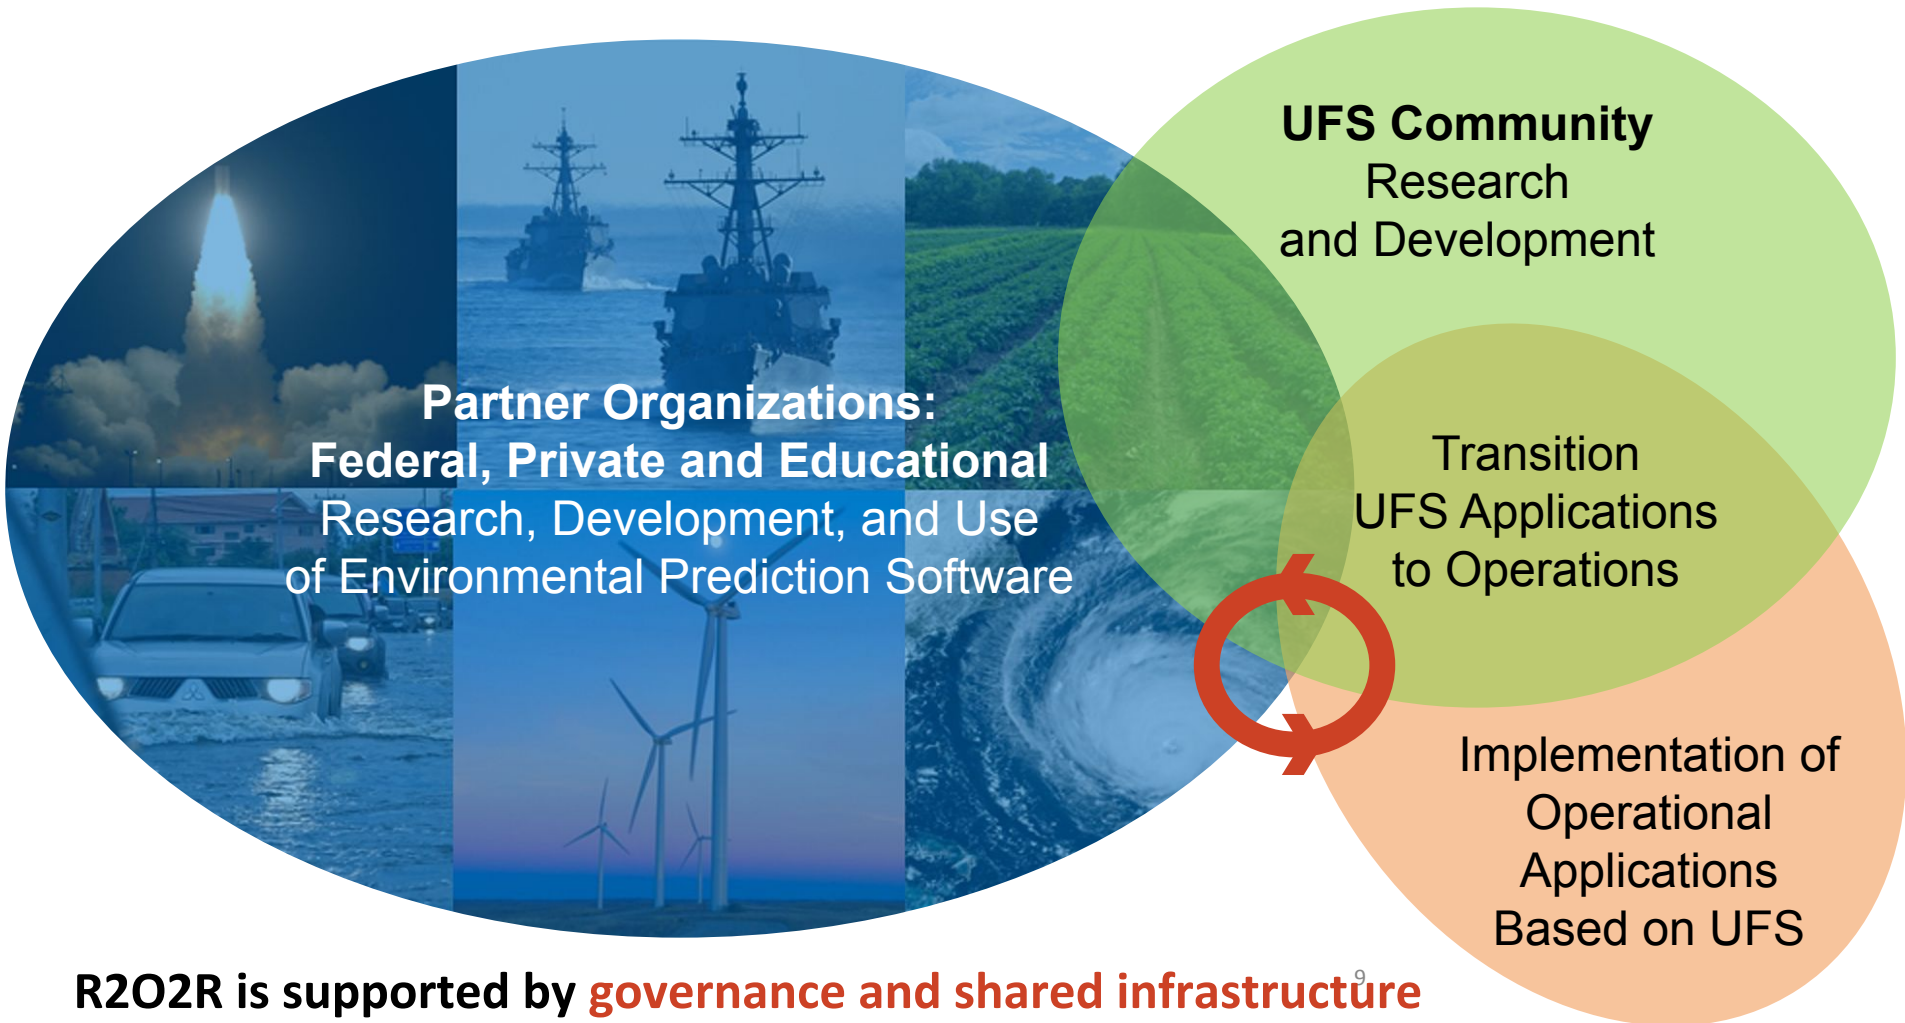 Partner Organizations:
Federal, Private and Educational
Research, Development, and Use
of Environmental Prediction Software
UFS Community
Research
and Development
Transition
UFS Applications
to Operations
Implementation of
Operational
Applications
Based on UFS
R2O2R is supported by governance and shared infrastructure
9